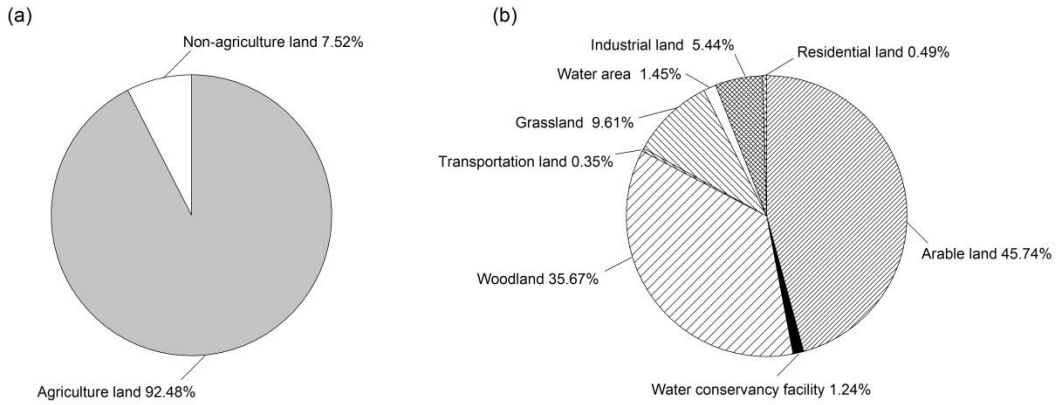 (a)
Non-agriculture land 7.52%
Agriculture land 92.48%
(b)
Industrial land 5.44%
Residential land 0.49%
Water area 1.45%
Grassland 9.61%
Transportation land 0.35%
Arable land 45.74%
Woodland 35.67%
Water conservancy facility 1.24%